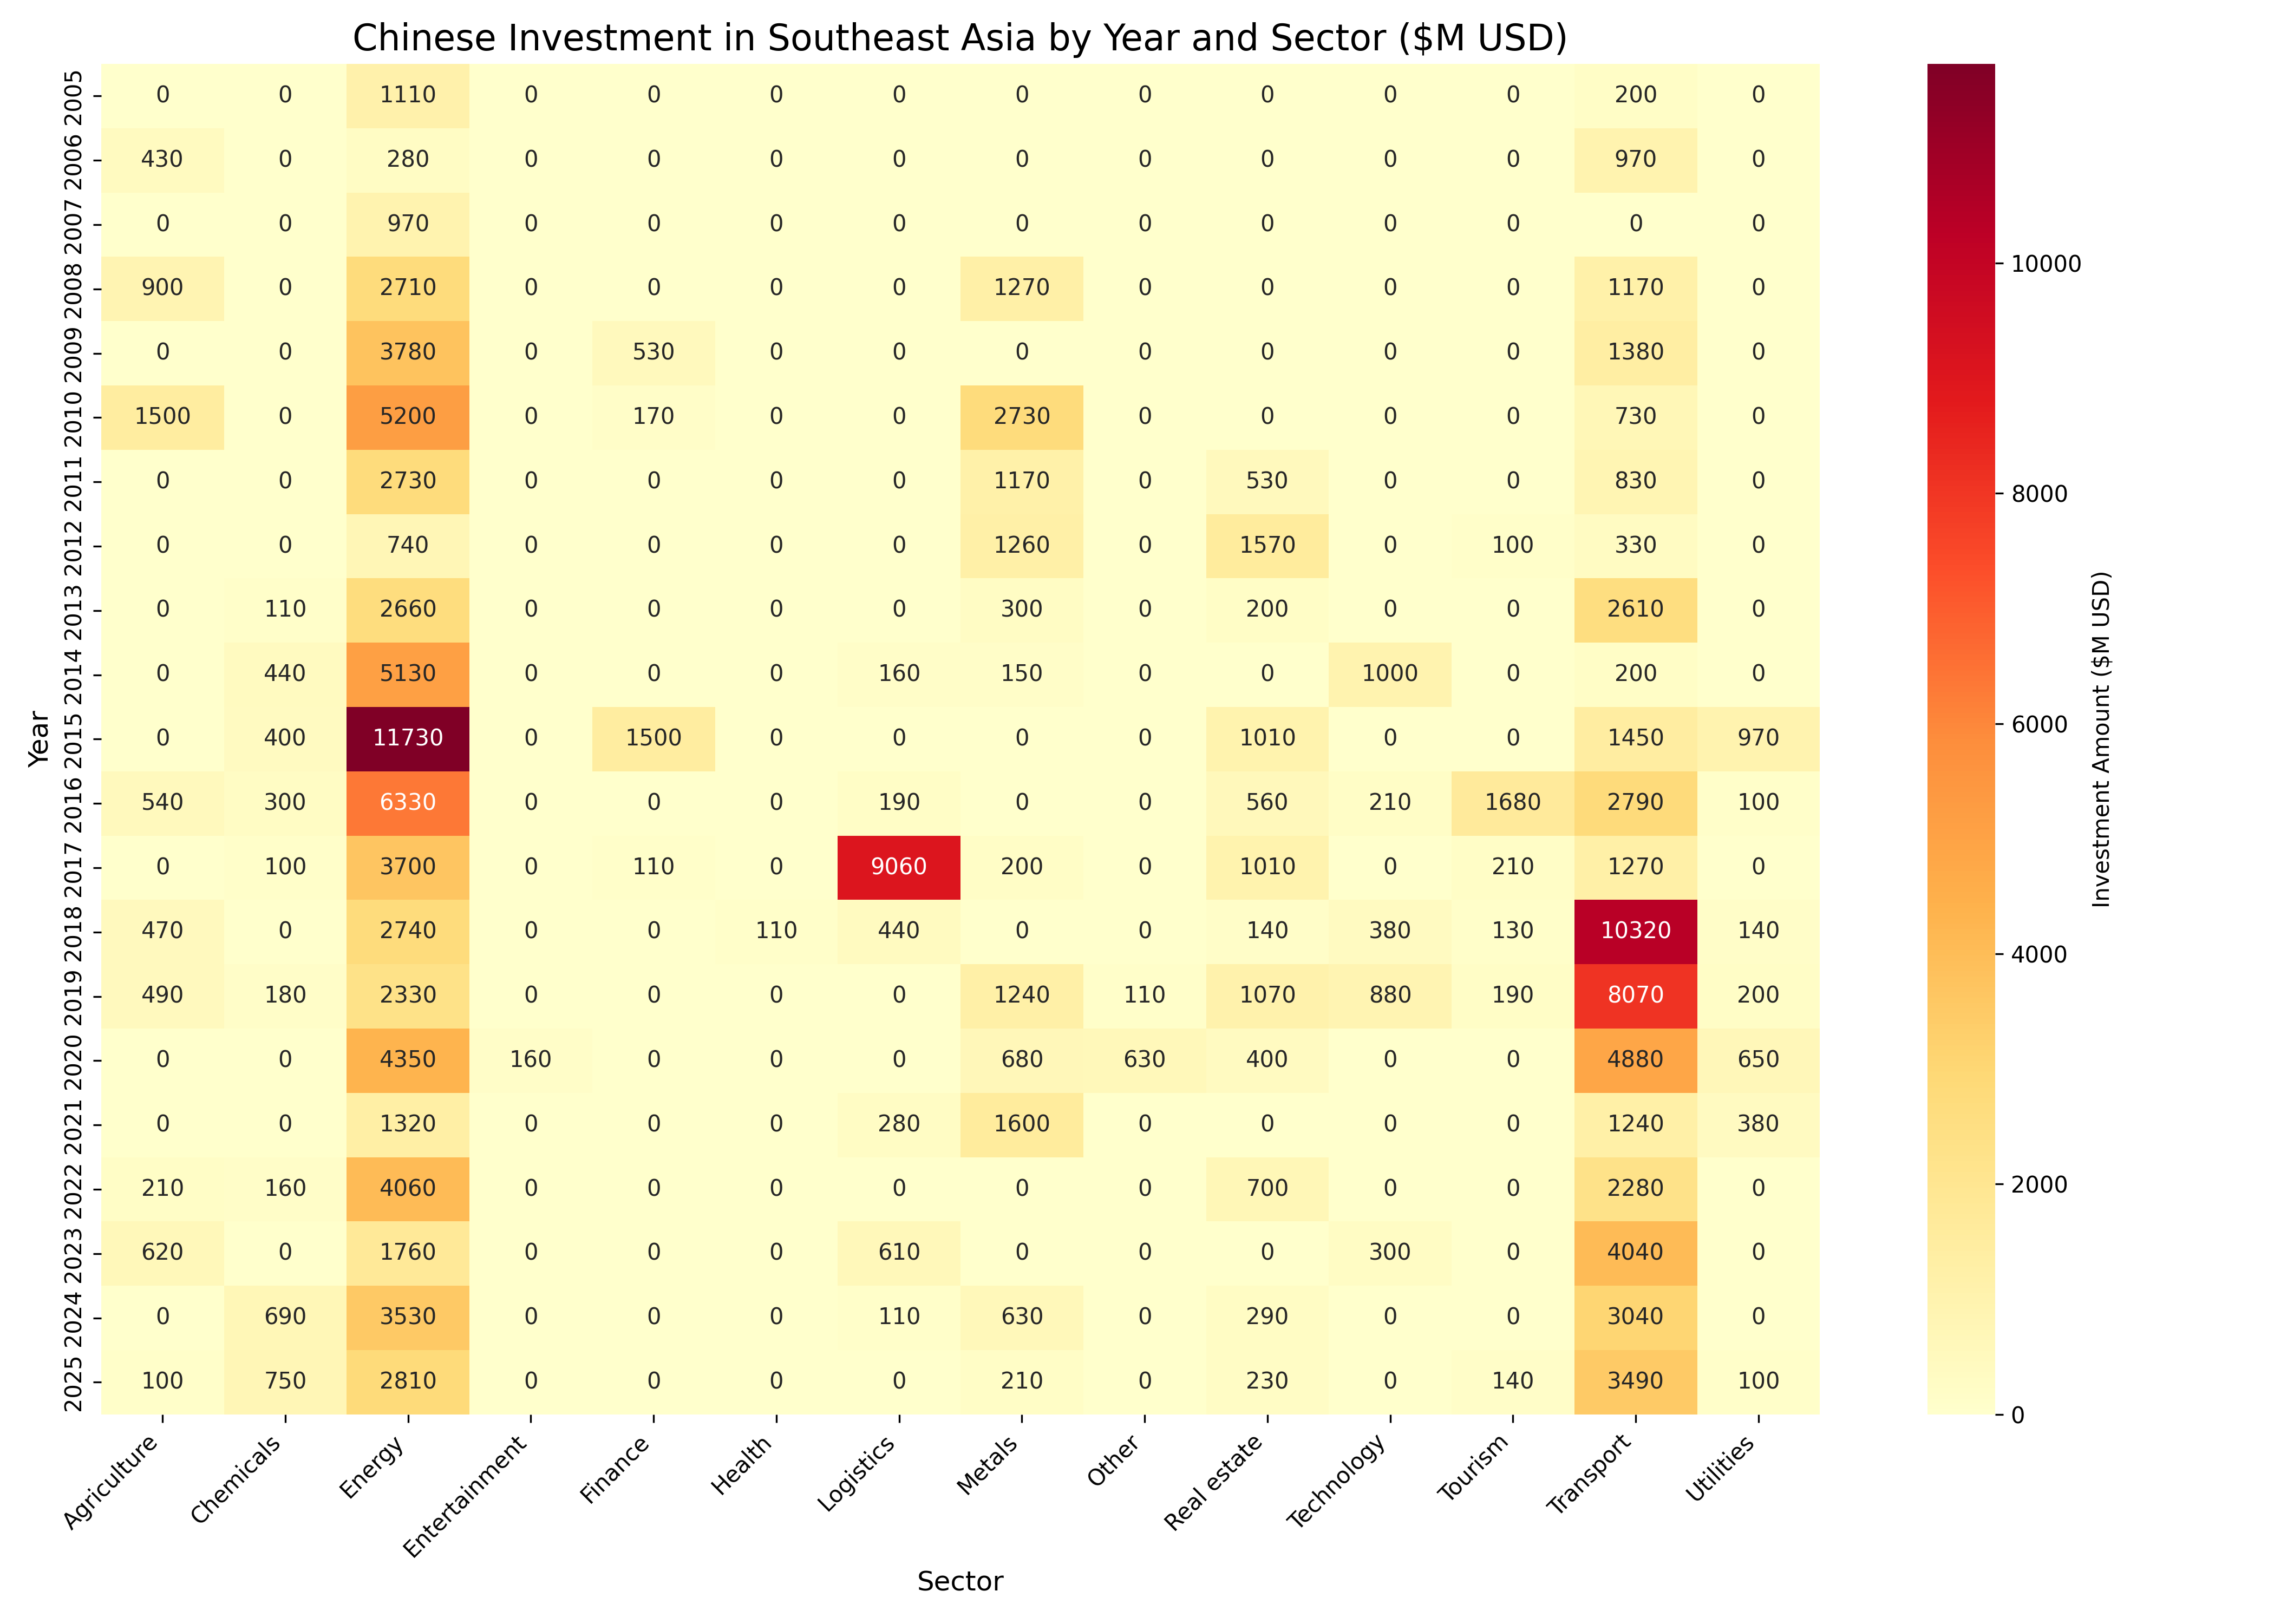 Chinese Investment in Southeast Asia by Year and Sector ($M USD)
2005 0 0 1110 0 0 0 0 0 0 0 0 0 200 0
2006 430 0 280 0 0 0 0 0 0 0 0 0 970 0
2007 0 0 970 0 0 0 0 0 0 0 0 0 0 0
2008 900 0 2710 0 0 0 0 1270 0 0 0 0 1170 0
2009 0 0 3780 0 530 0 0 0 0 0 0 0 1380 0
2010 1500 0 5200 0 170 0 0 2730 0 0 0 0 730 0
2011 0 0 2730 0 0 0 0 1170 0 530 0 0 830 0
2012 0 0 740 0 0 0 0 1260 0 1570 0 100 330 0
2013 0 110 2660 0 0 0 0 300 0 200 0 0 2610 0
2014 0 440 5130 0 0 0 160 150 0 0 1000 0 200 0
2015 0 400 11730 0 1500 0 0 0 0 1010 0 0 1450 970
2016 540 300 6330 0 0 0 190 0 0 560 210 1680 2790 100
2017 0 100 3700 0 110 0 9060 200 0 1010 0 210 1270 0
2018 470 0 2740 0 0 110 440 0 0 140 380 130 10320 140
2019 490 180 2330 0 0 0 0 1240 110 1070 880 190 8070 200
2020 0 0 4350 160 0 0 0 680 630 400 0 0 4880 650
2021 0 0 1320 0 0 0 280 1600 0 0 0 0 1240 380
2022 210 160 4060 0 0 0 0 0 0 700 0 0 2280 0
2023 620 0 1760 0 0 0 610 0 0 0 300 0 4040 0
2024 0 690 3530 0 0 0 110 630 0 290 0 0 3040 0
2025 100 750 2810 0 0 0 0 210 0 230 0 140 3490 100
Year
Agriculture Chemicals Energy Entertainment Finance Health Logistics Metals Other Real estate Technology Tourism Transport Utilities
Sector
10000
8000
6000
4000
2000
0
Investment Amount ($M USD)